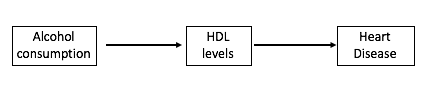 Alcohol
consumption
HDL
levels
Heart
Disease